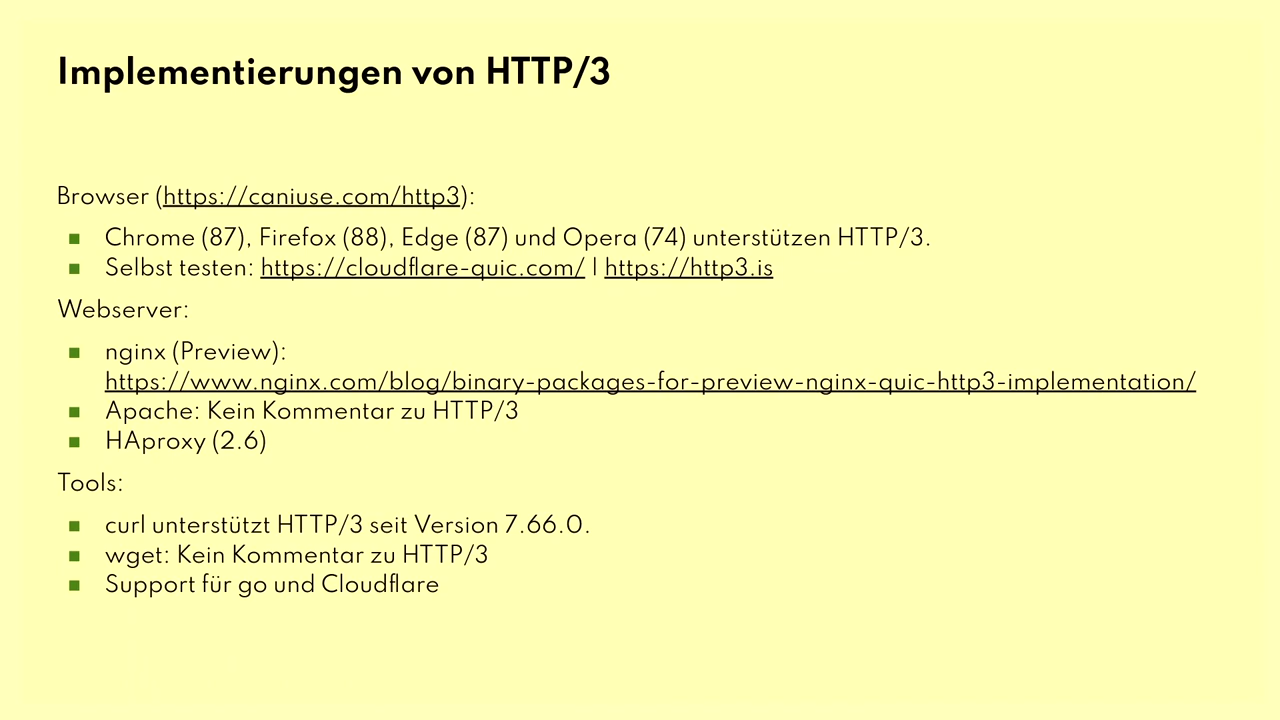 Implementierungen von HTTP/3
Browser (https://caniuse.com/http3):
Chrome (87), Firefox (88), Edge (87) und Opera (74) unterstützen HTTP/3.
Selbst testen: https://cloudflare-quic.com/ | https://http3.is
Webserver:
nginx (Preview):
https://www.nginx.com/blog/binary-packages-for-preview-nginx-quic-http3-implementation/
Apache: Kein Kommentar zu HTTP/3
HAproxy (2.6)
Tools:
curl unterstützt HTTP/3 seit Version 7.66.0.
wget: Kein Kommentar zu HTTP/3
Support für go und Cloudflare